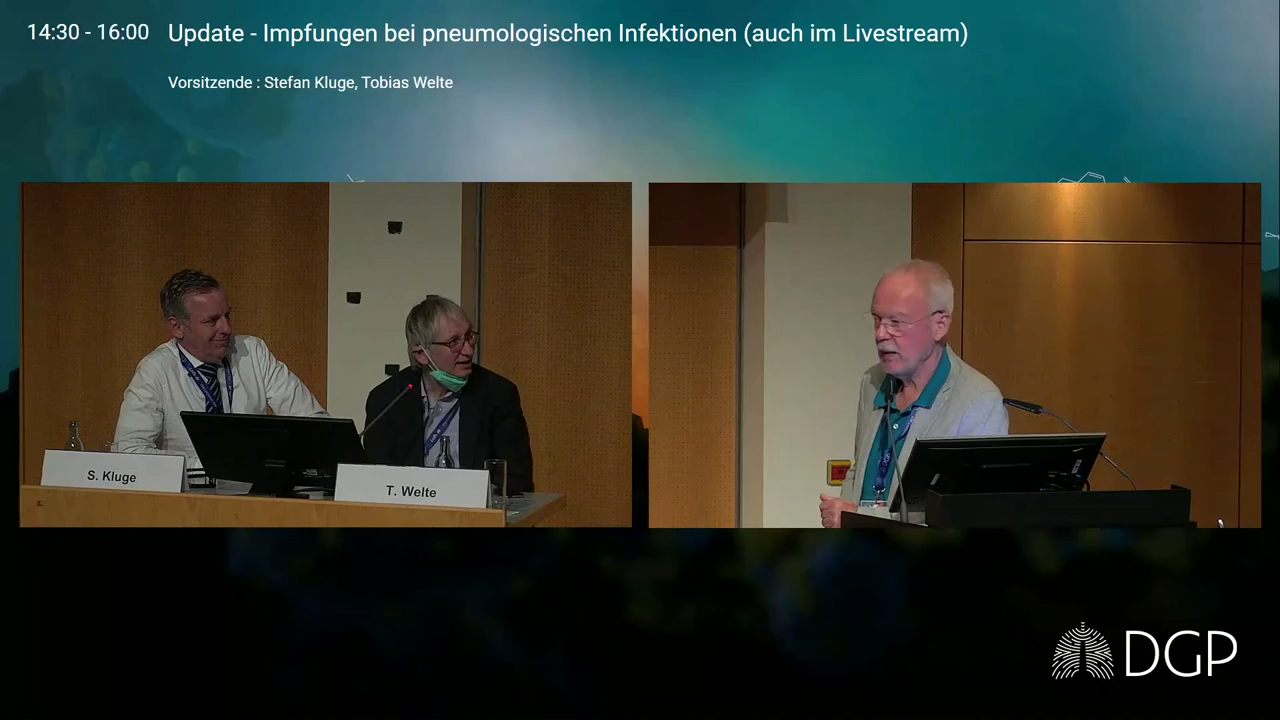 14:30 - 16:00 Update - Impfungen bei pneumologischen Infektionen (auch im Livestream)
Vorsitzende : Stefan Kluge, Tobias Welte
S. Kluge
T. Welte
DGP